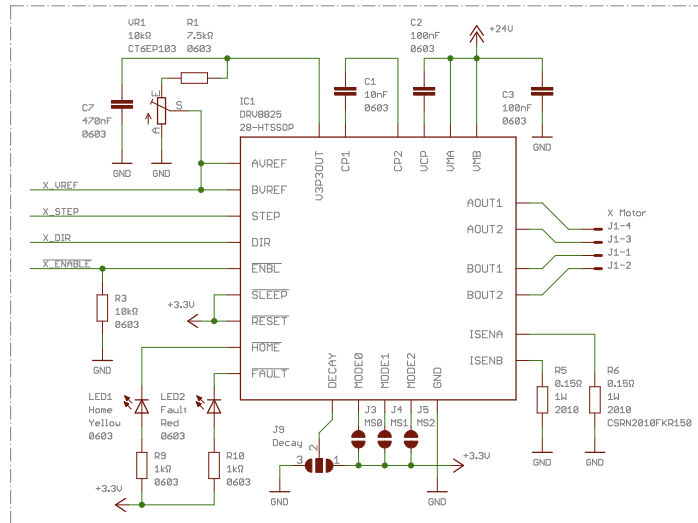 VR1
10kΩ
CT6EP103
R1
7.5kΩ
0603
C2
100nF
0603
+24V
C7
470nF
0603
E
S
A
GND
GND
IC1
DRV8825
28-HTSSOP
C1
10nF
0603
C3
100nF
0603
GND
V3P3OUT
CP1
CP2
VCP
VMA
VMB
X_VREF
X_STEP
X_DIR
X_ENABLE
AVREF
BVREF
STEP
DIR
ENBL
SLEEP
RESET
HOME
FAULT
AOUT1
AOUT2
BOUT1
BOUT2
ISENA
ISENB
X Motor
J1-4
J1-3
J1-1
J1-2
R3
10kΩ
0603
GND
+3.3V
DECAY
MODE0
MODE1
MODE2
GND
LED1
Home
Yellow
0603
LED2
Fault
Red
0603
R9
1kΩ
0603
R10
1kΩ
0603
+3.3V
J9
Decay
3
2
1
GND
J3
MS0
J4
MS1
J5
MS2
+3.3V
GND
R5
0.15Ω
1W
2010
R6
0.15Ω
1W
2010
CSRN2010FKR150
GND
GND